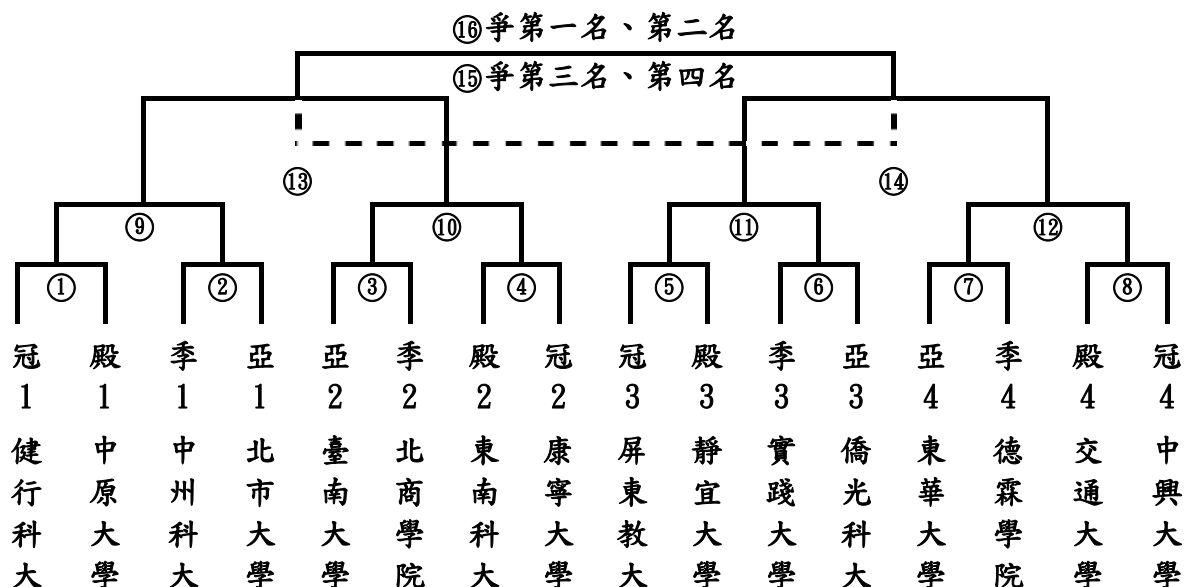 ⑯爭第一名、第二名
⑮爭第三名、第四名
⑬ ⑭
⑨ ⑩ ⑪ ⑫
① ② ③ ④ ⑤ ⑥ ⑦ ⑧
冠1健行科大
殿1中原大學
季1中州科大
亞1北市大學
亞2臺南大學
季2北商學院
殿2東南科大
冠2康寧大學
冠3屏東教大
殿3靜宜大學
季3實踐大學
亞3僑光科大
亞4東華大學
季4德霖學院
殿4交通大學
冠4中興大學